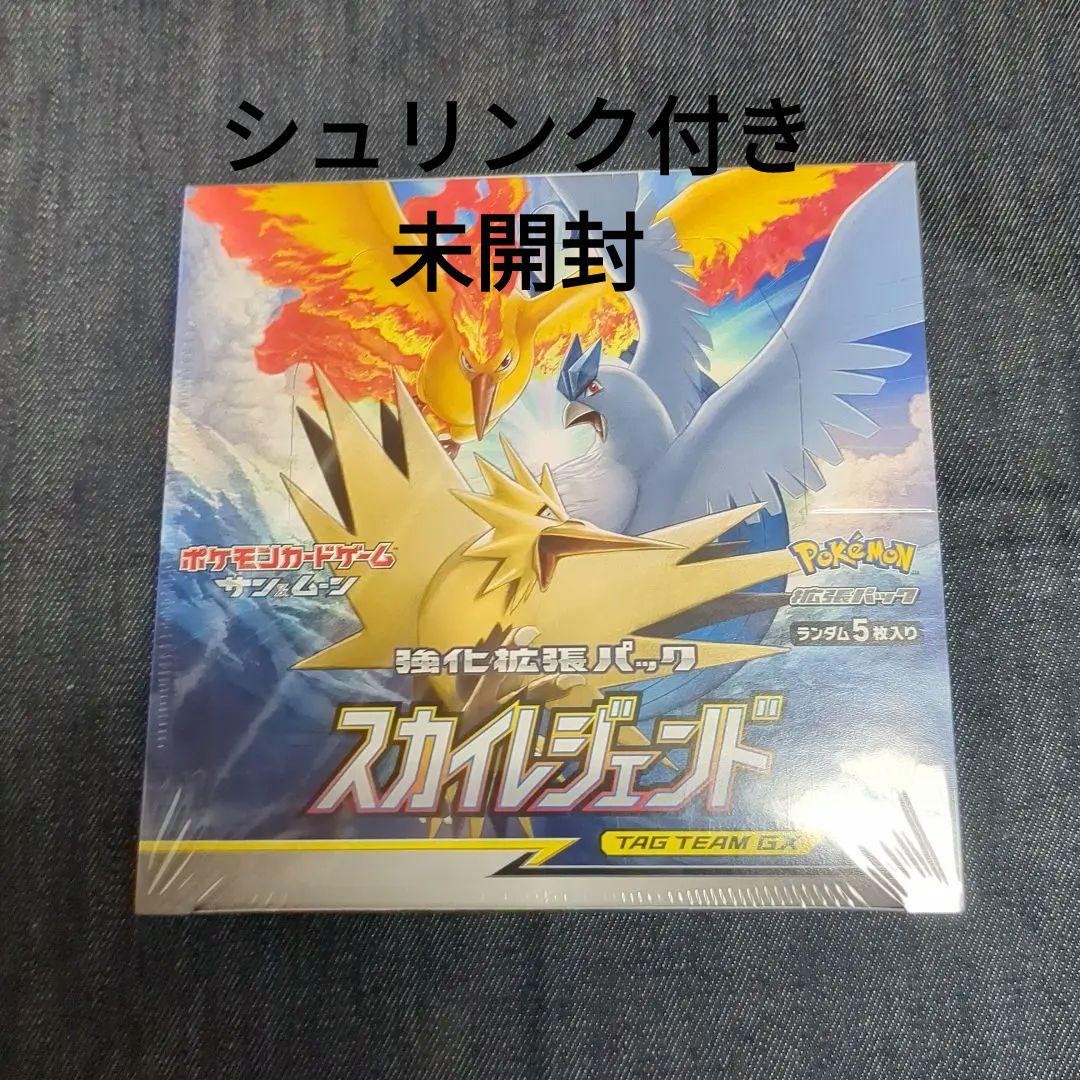 シュリンク付き
未開封
ポケモンカードゲーム
サン&ムーン
Pokémon
拡張パック
ランダム5枚入り
強化拡張パック
スカイレジェンド
TAG TEAM GX